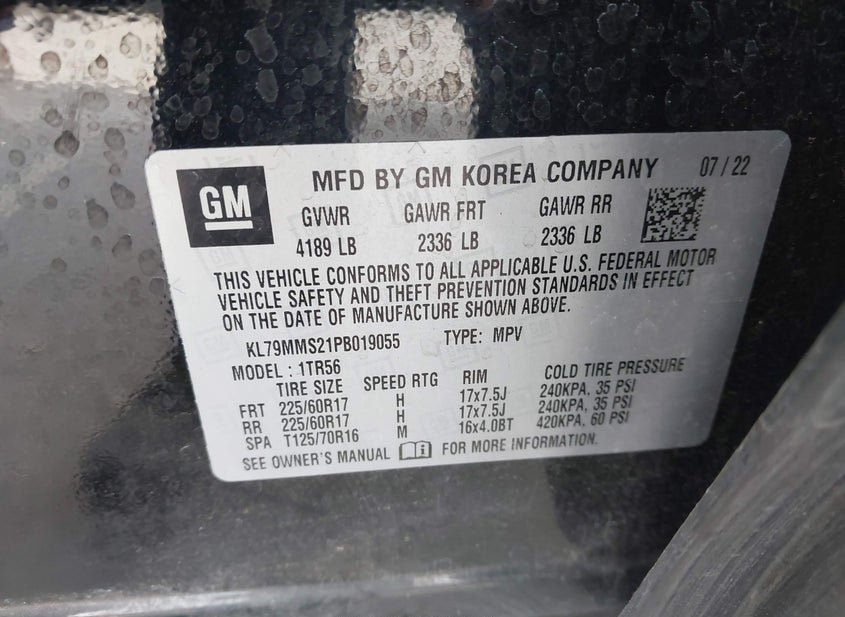 GM
MFD BY GM KOREA COMPANY 07 / 22
GVWR GAWR FRT GAWR RR
4189 LB 2336 LB 2336 LB
THIS VEHICLE CONFORMS TO ALL APPLICABLE U.S. FEDERAL MOTOR
VEHICLE SAFETY AND THEFT PREVENTION STANDARDS IN EFFECT
ON THE DATE OF MANUFACTURE SHOWN ABOVE.
KL79MMS21PB019055 TYPE: MPV
MODEL: 1TR56
TIRE SIZE SPEED RTG RIM COLD TIRE PRESSURE
FRT 225/60R17 H 17x7.5J 240KPA, 35 PSI
RR 225/60R17 H 17x7.5J 240KPA, 35 PSI
SPA T125/70R16 M 16x4.0BT 420KPA, 60 PSI
SEE OWNER'S MANUAL FOR MORE INFORMATION.